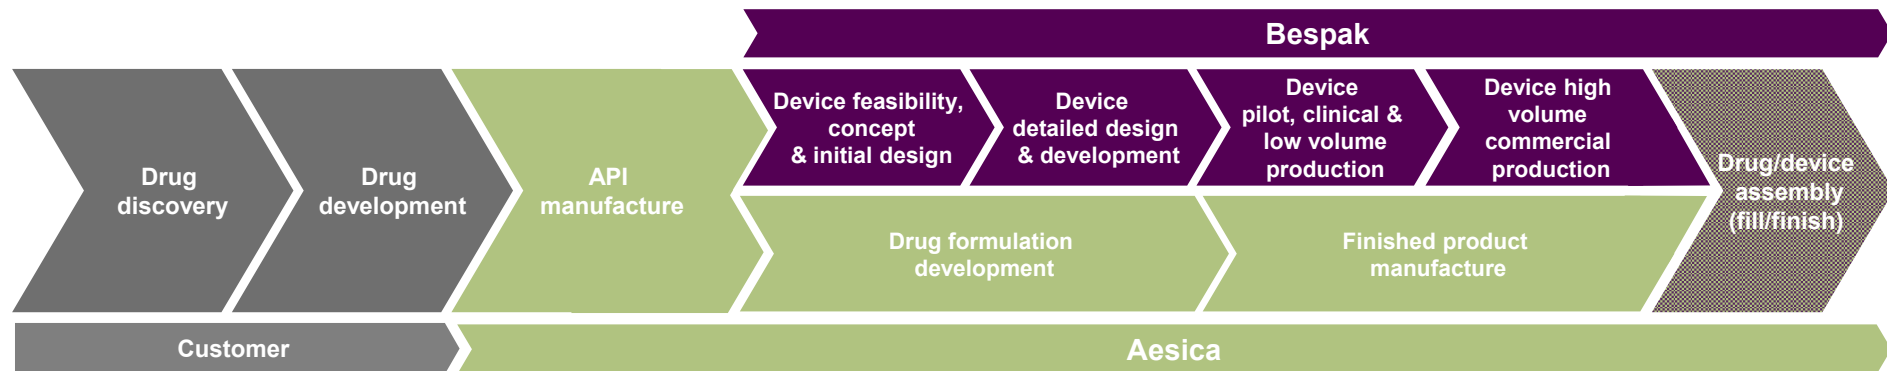 Bespak
Drug
discovery
Drug
development
API
manufacture
Device feasibility,
concept
& initial design
Device
detailed design
& development
Device
pilot, clinical &
low volume
production
Device high
volume
commercial
production
Drug formulation
development
Finished product
manufacture
Drug/device
assembly
(fill/finish)
Customer
Aesica